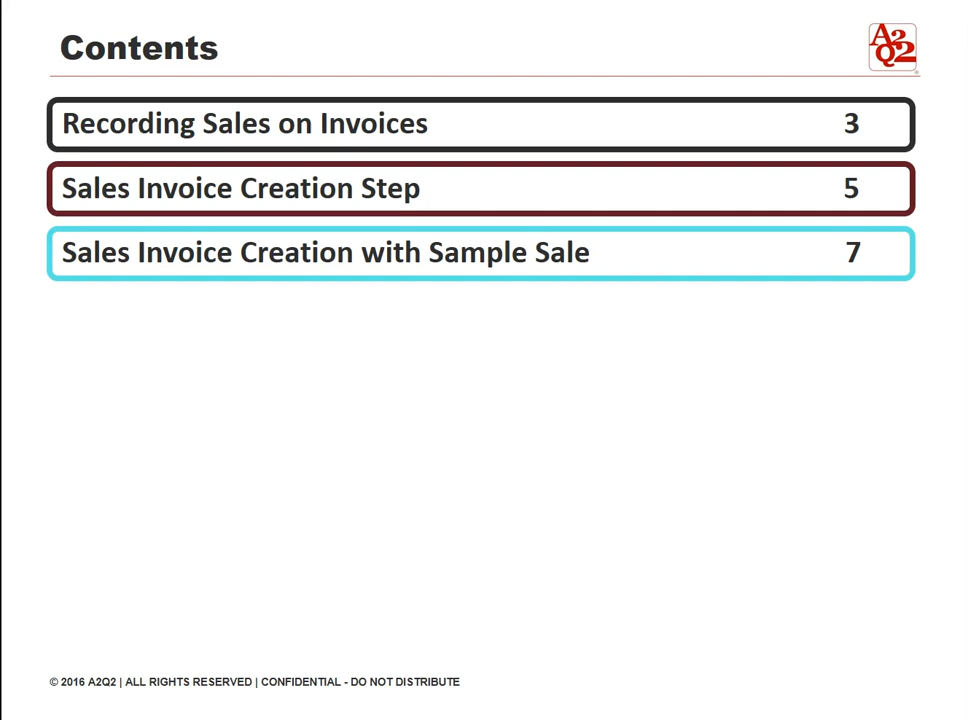 Contents
A2Q2
Recording Sales on Invoices 3
Sales Invoice Creation Step 5
Sales Invoice Creation with Sample Sale 7
© 2016 A2Q2 | ALL RIGHTS RESERVED | CONFIDENTIAL - DO NOT DISTRIBUTE